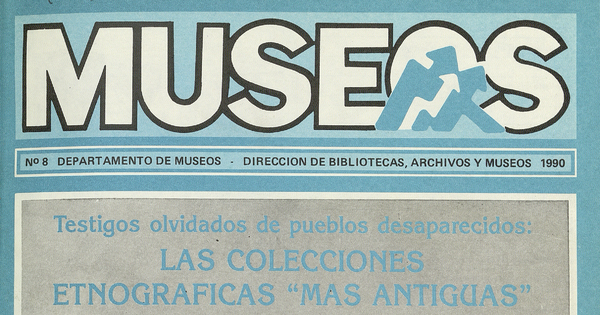 MUSEOS
Nº 8 DEPARTAMENTO DE MUSEOS - DIRECCION DE BIBLIOTECAS, ARCHIVOS Y MUSEOS 1990
Testigos olvidados de pueblos desaparecidos:
LAS COLECCIONES
ETNOGRAFICAS "MAS ANTIGUAS"